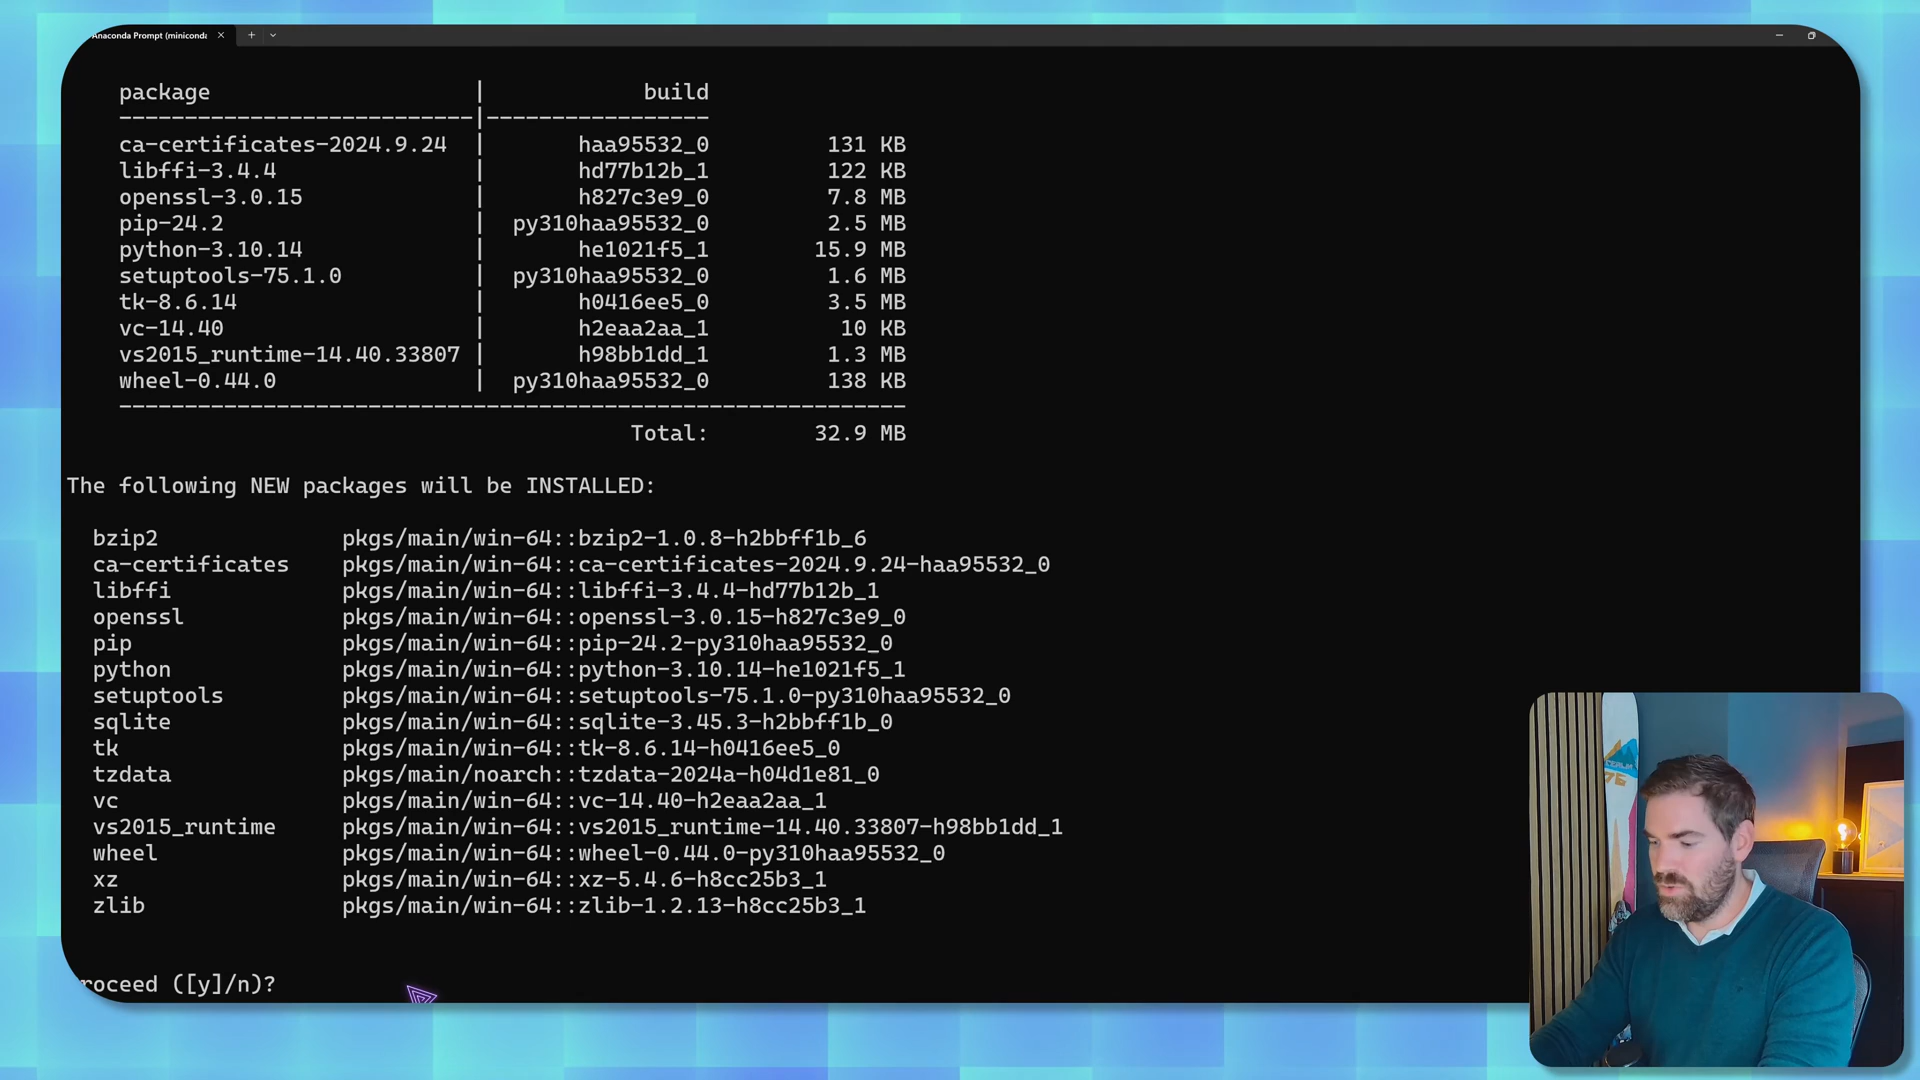 Anaconda Prompt (miniconda
package | build
---------------------------|-----------------
ca-certificates-2024.9.24 | haa95532_0 131 KB
libffi-3.4.4 | hd77b12b_1 122 KB
openssl-3.0.15 | h827c3e9_0 7.8 MB
pip-24.2 | py310haa95532_0 2.5 MB
python-3.10.14 | he1021f5_1 15.9 MB
setuptools-75.1.0 | py310haa95532_0 1.6 MB
tk-8.6.14 | h0416ee5_0 3.5 MB
vc-14.40 | h2eaa2aa_1 10 KB
vs2015_runtime-14.40.33807 | h98bb1dd_1 1.3 MB
wheel-0.44.0 | py310haa95532_0 138 KB
------------------------------------------------------------
Total: 32.9 MB
The following NEW packages will be INSTALLED:
bzip2 pkgs/main/win-64::bzip2-1.0.8-h2bbff1b_6
ca-certificates pkgs/main/win-64::ca-certificates-2024.9.24-haa95532_0
libffi pkgs/main/win-64::libffi-3.4.4-hd77b12b_1
openssl pkgs/main/win-64::openssl-3.0.15-h827c3e9_0
pip pkgs/main/win-64::pip-24.2-py310haa95532_0
python pkgs/main/win-64::python-3.10.14-he1021f5_1
setuptools pkgs/main/win-64::setuptools-75.1.0-py310haa95532_0
sqlite pkgs/main/win-64::sqlite-3.45.3-h2bbff1b_0
tk pkgs/main/win-64::tk-8.6.14-h0416ee5_0
tzdata pkgs/main/noarch::tzdata-2024a-h04d1e81_0
vc pkgs/main/win-64::vc-14.40-h2eaa2aa_1
vs2015_runtime pkgs/main/win-64::vs2015_runtime-14.40.33807-h98bb1dd_1
wheel pkgs/main/win-64::wheel-0.44.0-py310haa95532_0
xz pkgs/main/win-64::xz-5.4.6-h8cc25b3_1
zlib pkgs/main/win-64::zlib-1.2.13-h8cc25b3_1
roceed ([y]/n)?